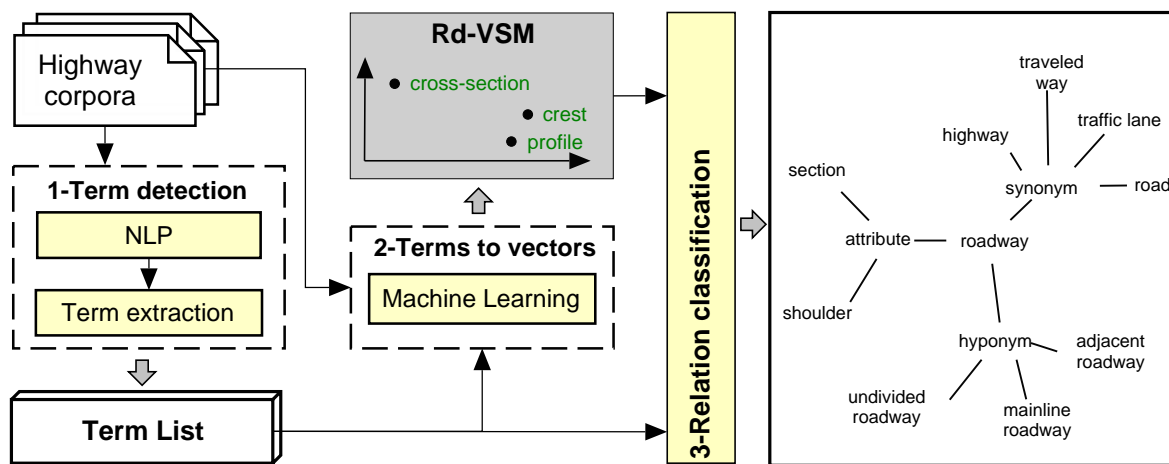 Highway
corpora
1-Term detection
NLP
Term extraction
Term List
Rd-VSM
cross-section
crest
profile
2-Terms to vectors
Machine Learning
3-Relation classification
traveled
way
highway
traffic lane
section
synonym
road
attribute
roadway
shoulder
hyponym
adjacent
roadway
undivided
roadway
mainline
roadway